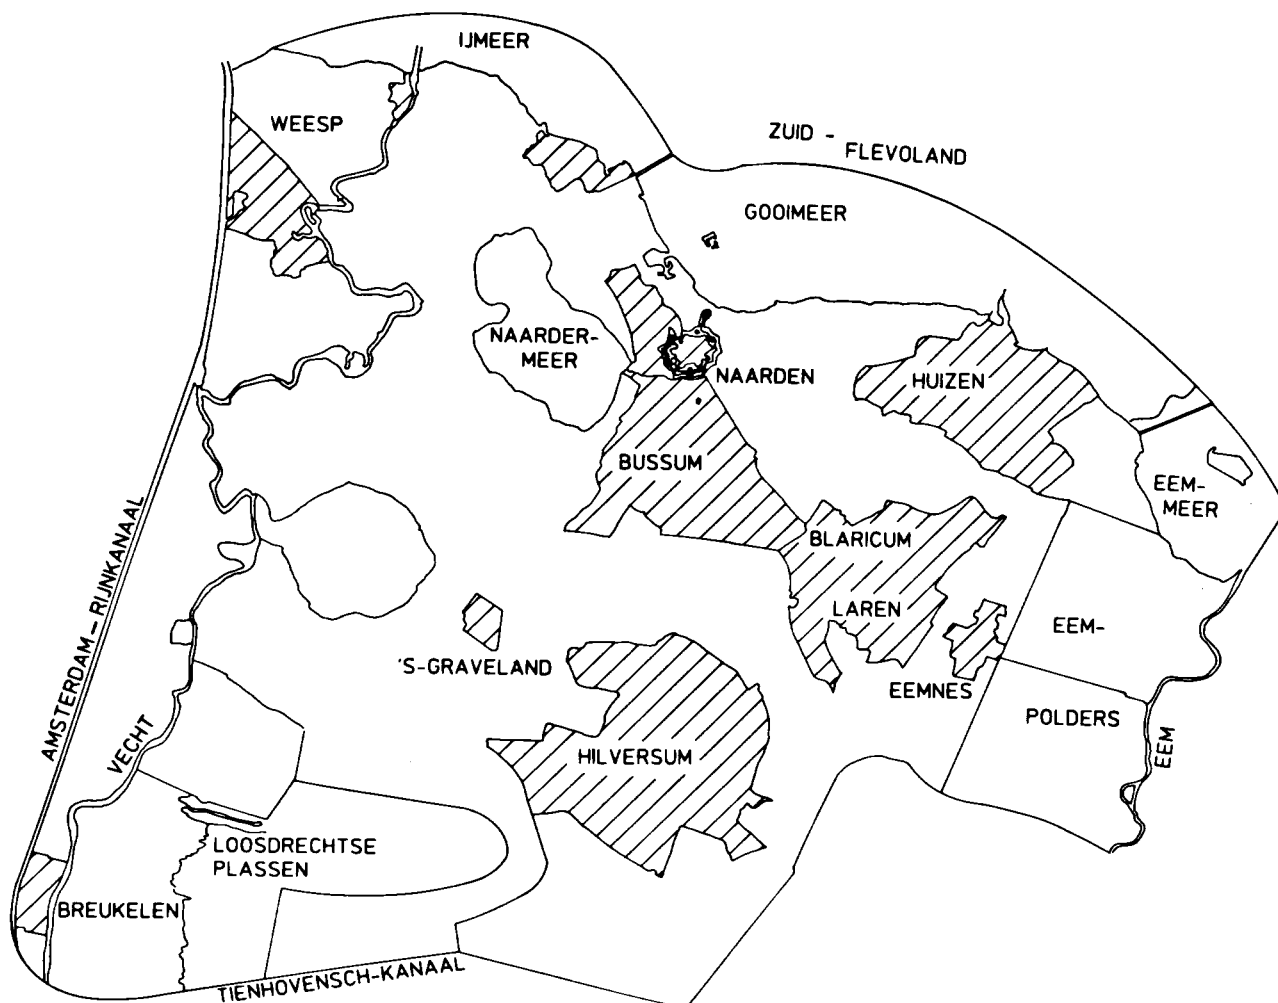 IJMEER
WEESP
ZUID -
FLEVOLAND
GOOIMEER
NAARDER-
MEER
NAARDEN
HUIZEN
BUSSUM
EEM-
MEER
BLARICUM
LAREN
EEM-
'S-GRAVELAND
EEMNES
POLDERS
EEM
AMSTERDAM - RIJNKANAAL
VECHT
HILVERSUM
LOOSDRECHTSE
PLASSEN
BREUKELEN
TIENHOVENSCH-KANAAL